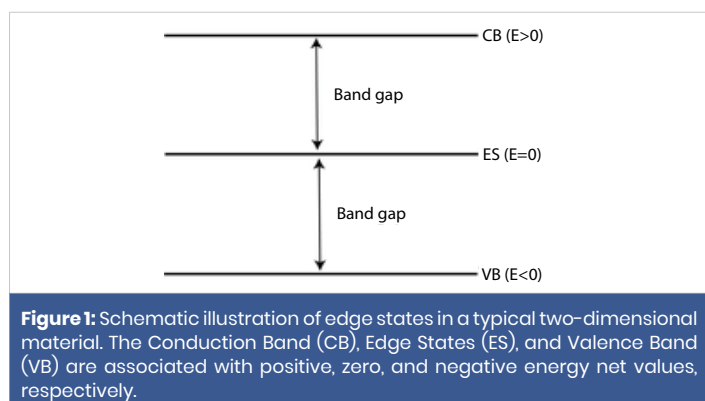 CB (E>0)
Band gap
ES (E=0)
Band gap
VB (E<0)
Figure 1: Schematic illustration of edge states in a typical two-dimensional
material. The Conduction Band (CB), Edge States (ES), and Valence Band
(VB) are associated with positive, zero, and negative energy net values,
respectively.